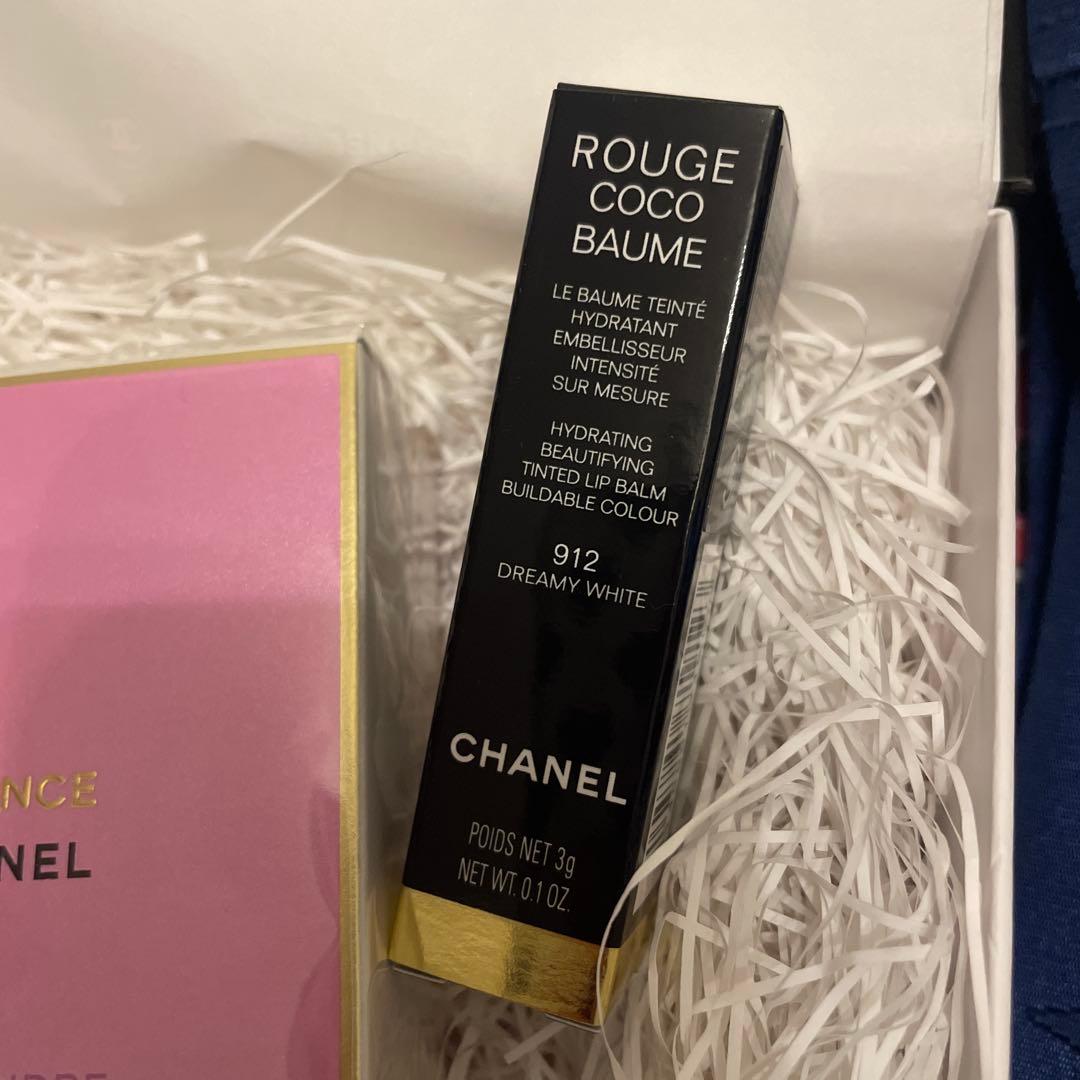 ROUGE
COCO
BAUME
LE BAUME TEINTÉ
HYDRATANT
EMBELLISSEUR
INTENSITÉ
SUR MESURE
HYDRATING
BEAUTIFYING
TINTED LIP BALM
BUILDABLE COLOUR
912
DREAMY WHITE
CHANEL
POIDS NET 3g
NET WT. 0.1 OZ.
NCE
NEL